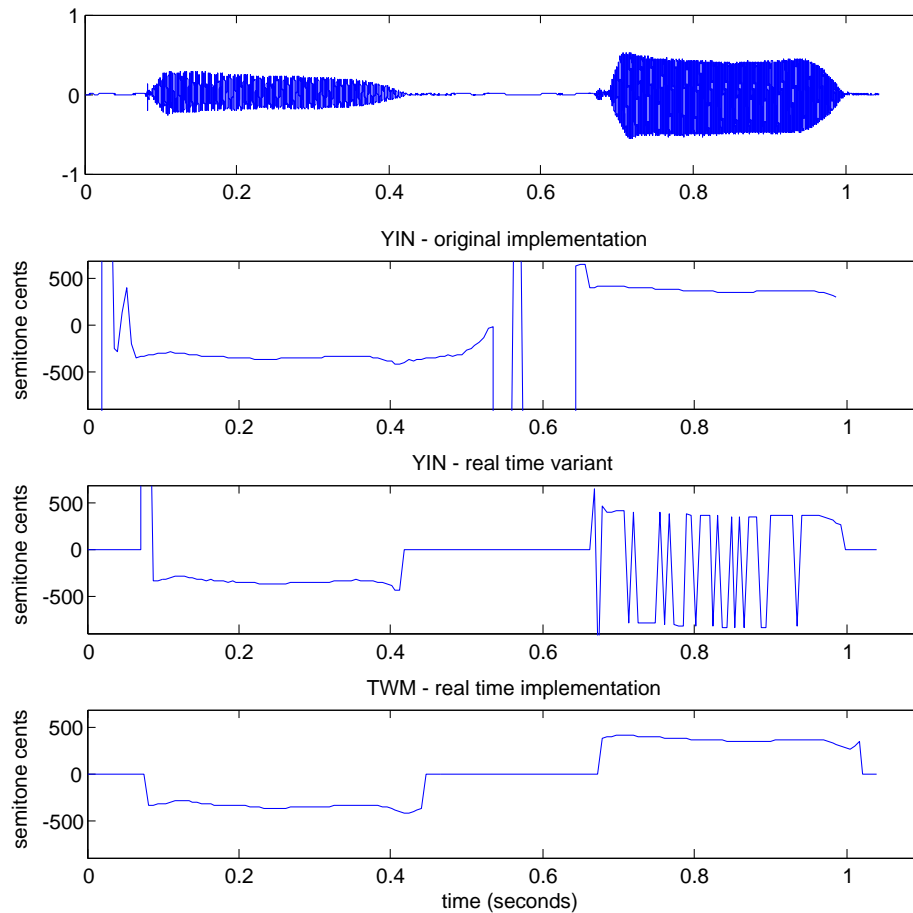 1
0
-1
0 0.2 0.4 0.6 0.8 1
YIN - original implementation
semitone cents
500
0
-500
0 0.2 0.4 0.6 0.8 1
YIN - real time variant
semitone cents
500
0
-500
0 0.2 0.4 0.6 0.8 1
TWM - real time implementation
semitone cents
500
0
-500
0 0.2 0.4 0.6 0.8 1
time (seconds)